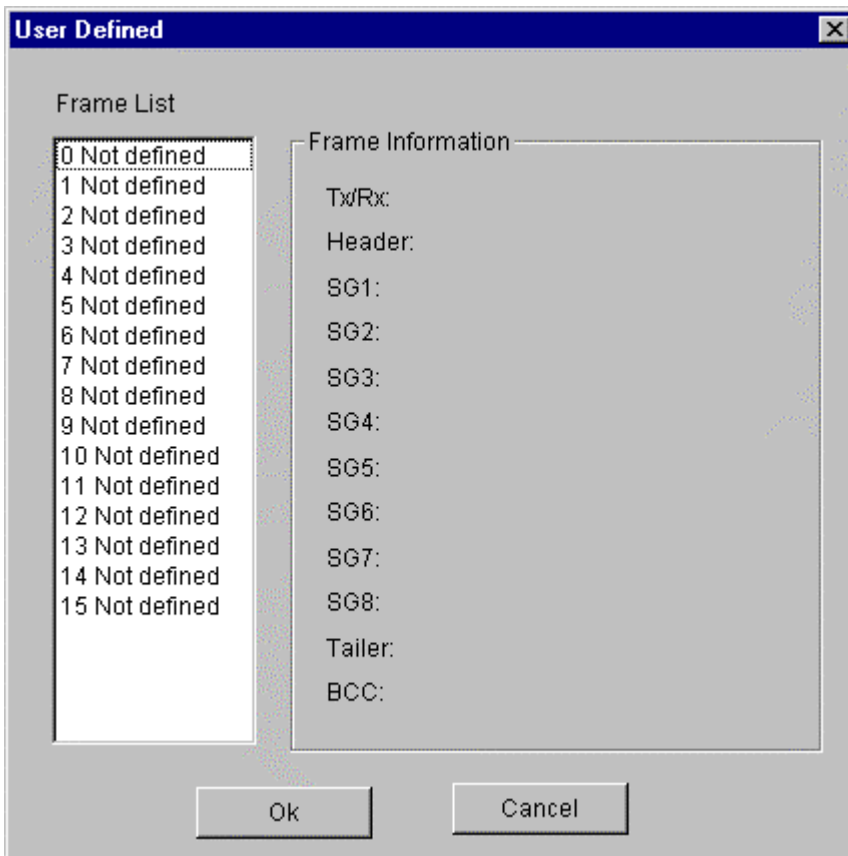 User Defined
Frame List
0 Not defined
1 Not defined
2 Not defined
3 Not defined
4 Not defined
5 Not defined
6 Not defined
7 Not defined
8 Not defined
9 Not defined
10 Not defined
11 Not defined
12 Not defined
13 Not defined
14 Not defined
15 Not defined
Frame Information
Tx/Rx:
Header:
SG1:
SG2:
SG3:
SG4:
SG5:
SG6:
SG7:
SG8:
Tailer:
BCC:
Ok
Cancel